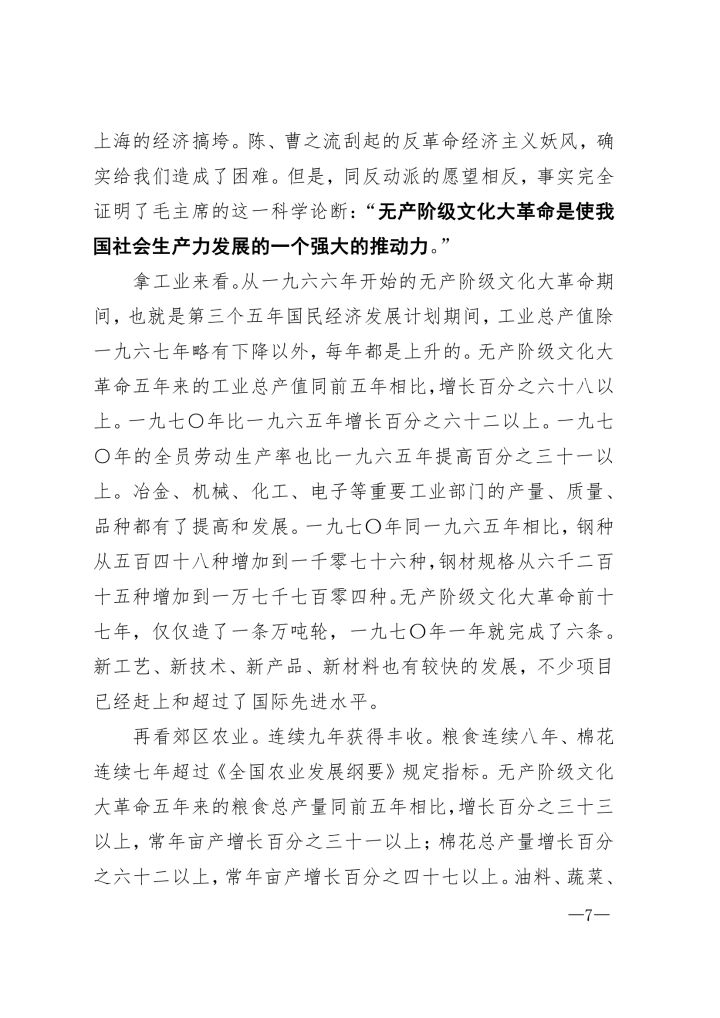 上海的经济搞垮。陈、曹之流刮起的反革命经济主义妖风，确
实给我们造成了困难。但是，同反动派的愿望相反，事实完全
证明了毛主席的这一科学论断：“无产阶级文化大革命是使我
国社会生产力发展的一个强大的推动力。”
拿工业来看。从一九六六年开始的无产阶级文化大革命期
间，也就是第三个五年国民经济发展计划期间，工业总产值除
一九六七年略有下降以外，每年都是上升的。无产阶级文化大
革命五年来的工业总产值同前五年相比，增长百分之六十八以
上。一九七〇年比一九六五年增长百分之六十二以上。一九七
〇年的全员劳动生产率也比一九六五年提高百分之三十一以
上。冶金、机械、化工、电子等重要工业部门的产量、质量、
品种都有了提高和发展。一九七〇年同一九六五年相比，钢种
从五百四十八种增加到一千零七十六种，钢材规格从六千二百
十五种增加到一万七千七百零四种。无产阶级文化大革命前十
七年，仅仅造了一条万吨轮，一九七〇年一年就完成了六条。
新工艺、新技术、新产品、新材料也有较快的发展，不少项目
已经赶上和超过了国际先进水平。
再看郊区农业。连续九年获得丰收。粮食连续八年、棉花
连续七年超过《全国农业发展纲要》规定指标。无产阶级文化
大革命五年来的粮食总产量同前五年相比，增长百分之三十三
以上，常年亩产增长百分之三十一以上；棉花总产量增长百分
之六十二以上，常年亩产增长百分之四十七以上。油料、蔬菜、
—7—